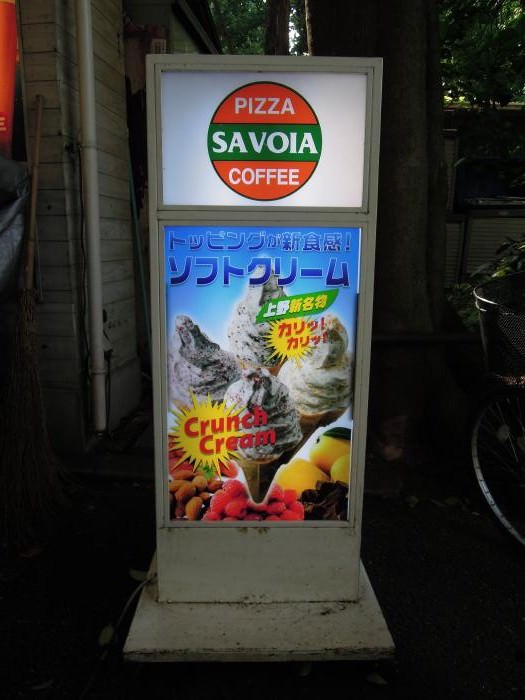 PIZZA
SAVOIA
COFFEE
トッピングが新食感!
ソフトクリーム
上野新名物
カリッ!
カリッ!
Crunch
Cream